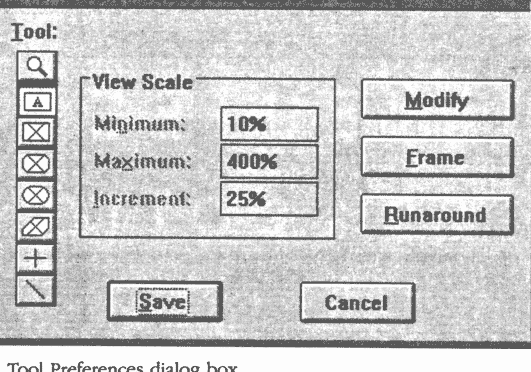 Tool:
A
View Scale
Minimum: 10%
Maximum: 400%
Increment: 25%
Modify
Frame
Runaround
Save
Cancel
Tool Preferences dialog box